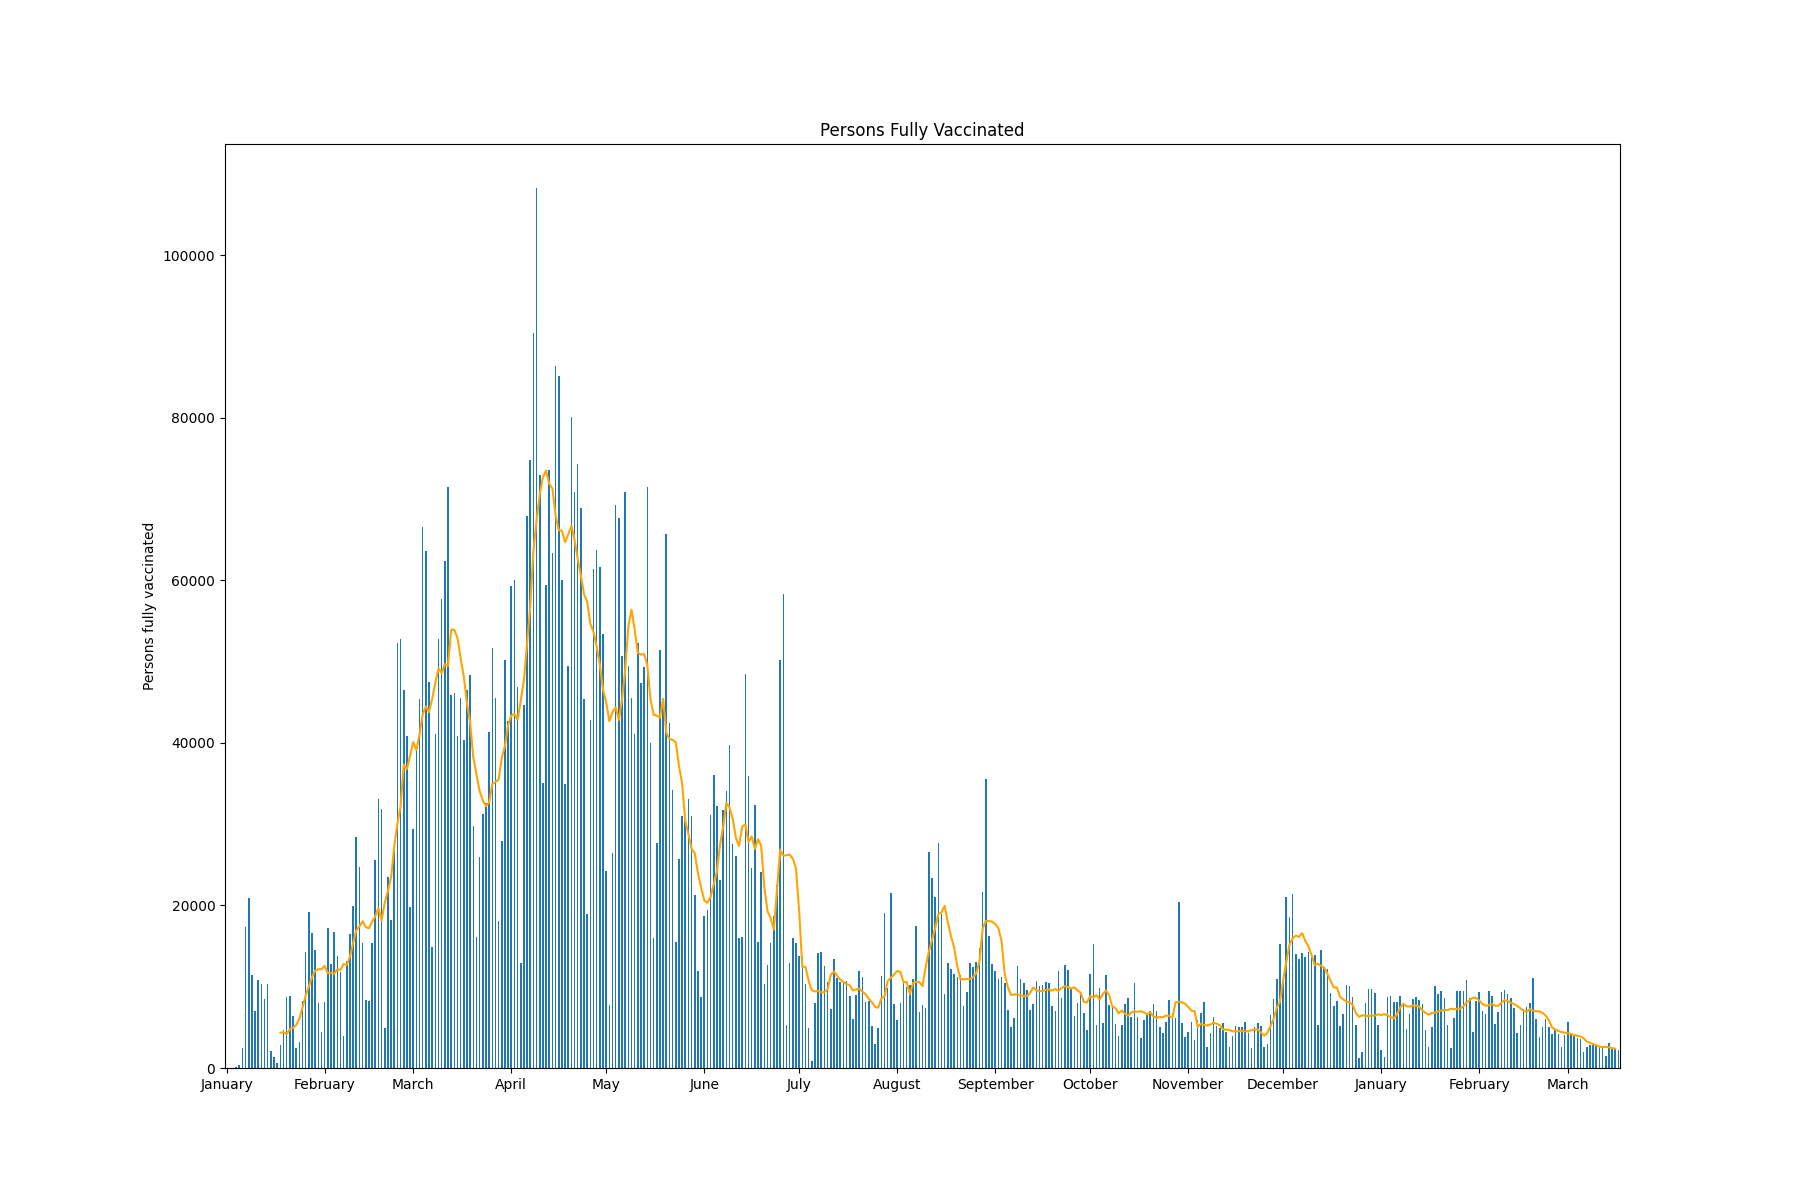 Persons Fully Vaccinated
Persons fully vaccinated
100000
80000
60000
40000
20000
0
January February March April May June July August September October November December January February March